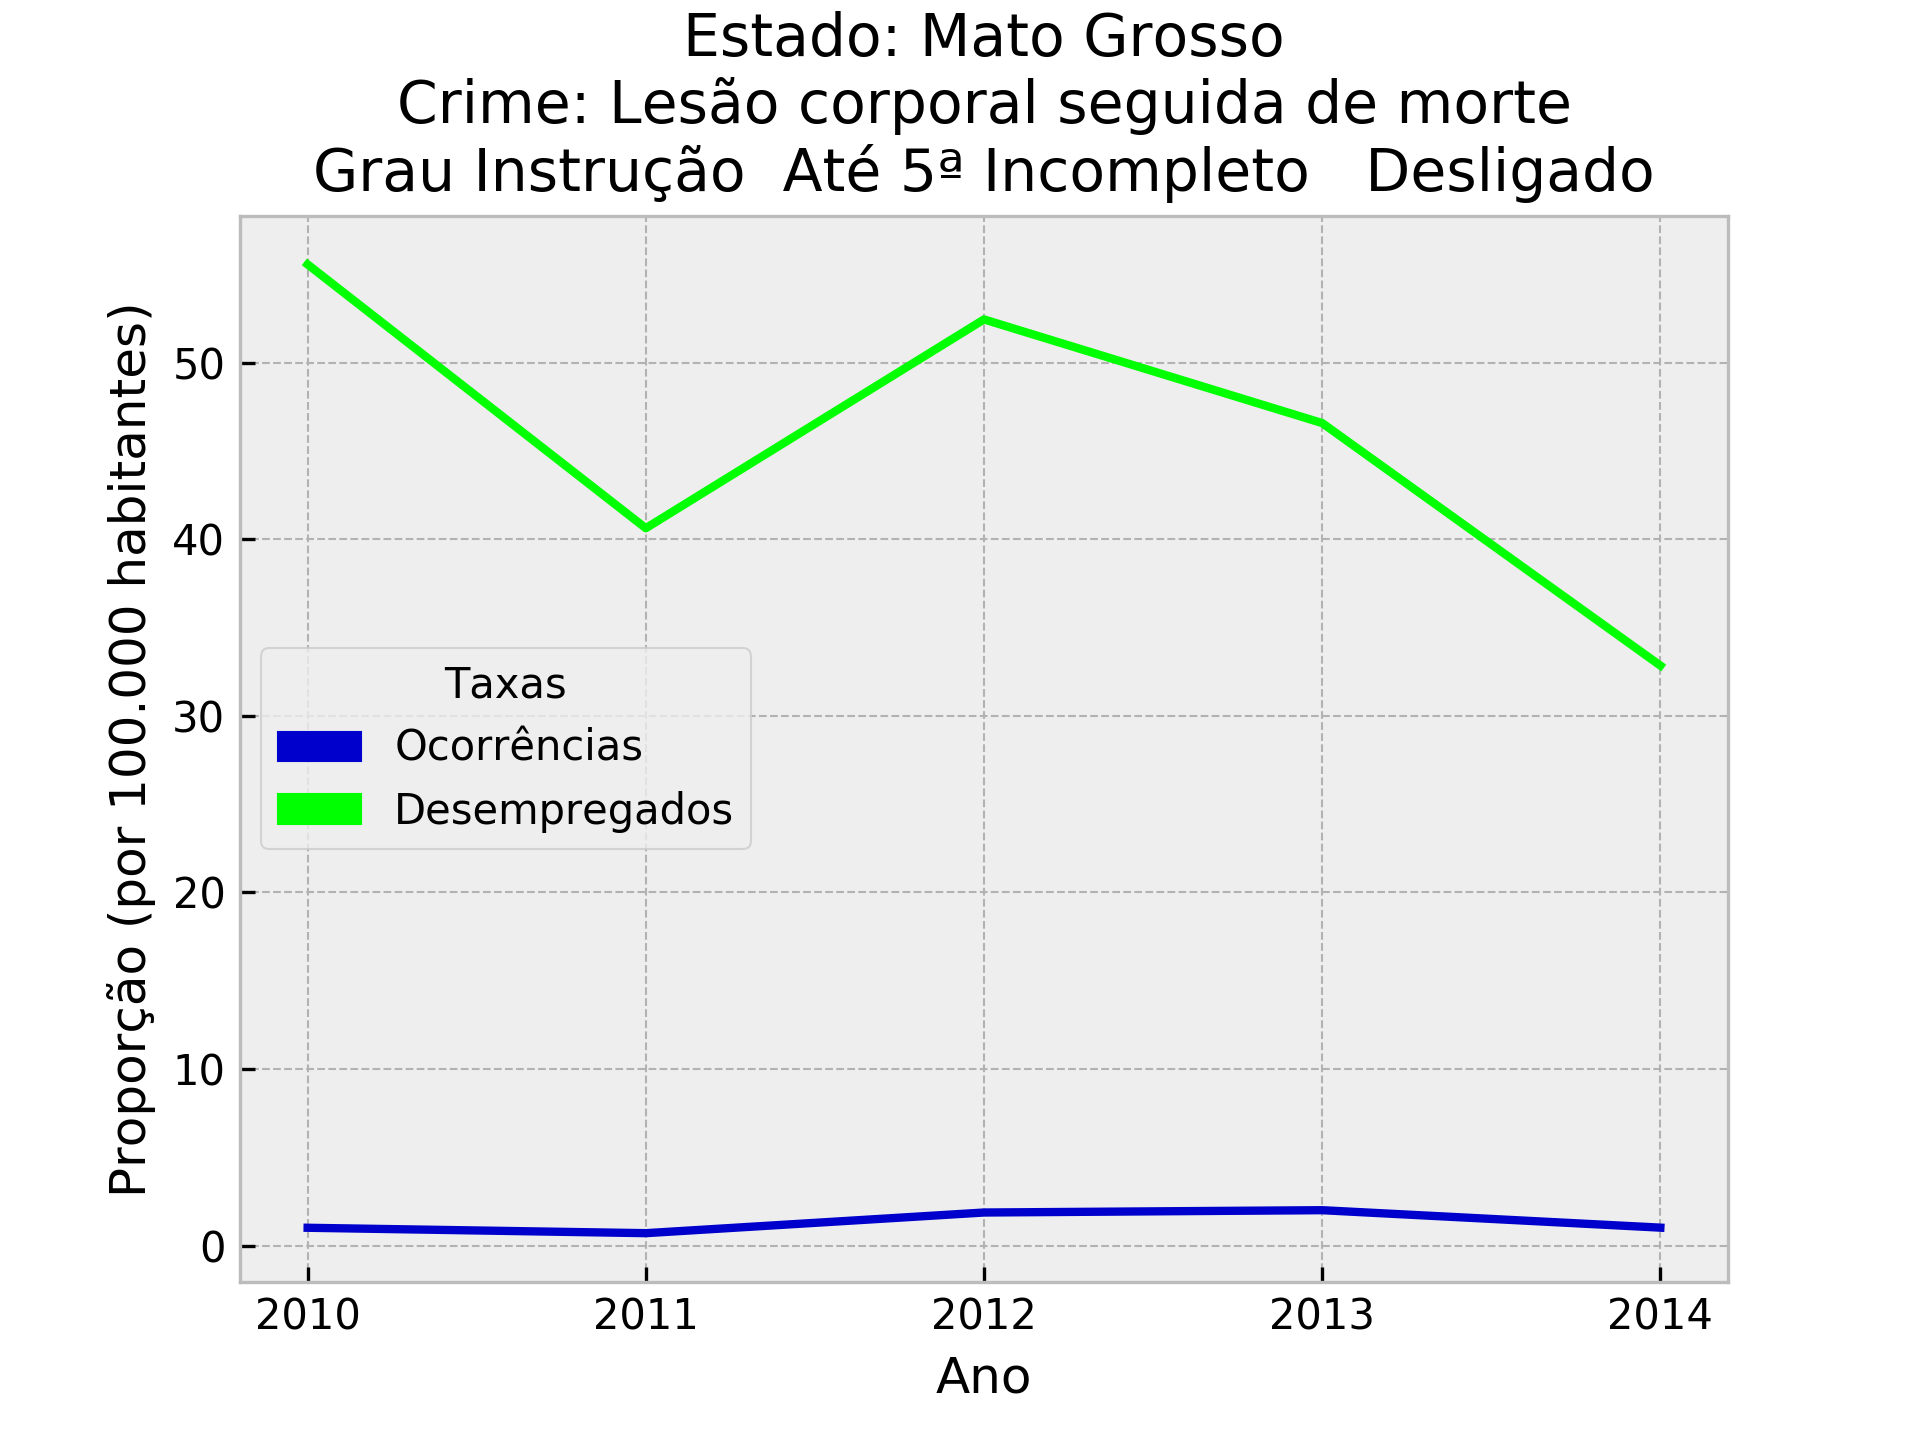 Estado: Mato Grosso
Crime: Lesão corporal seguida de morte
Grau Instrução  Até 5ª Incompleto   Desligado
Proporção (por 100.000 habitantes)
50
40
30
20
10
0
Taxas
Ocorrências
Desempregados
2010 2011 2012 2013 2014
Ano